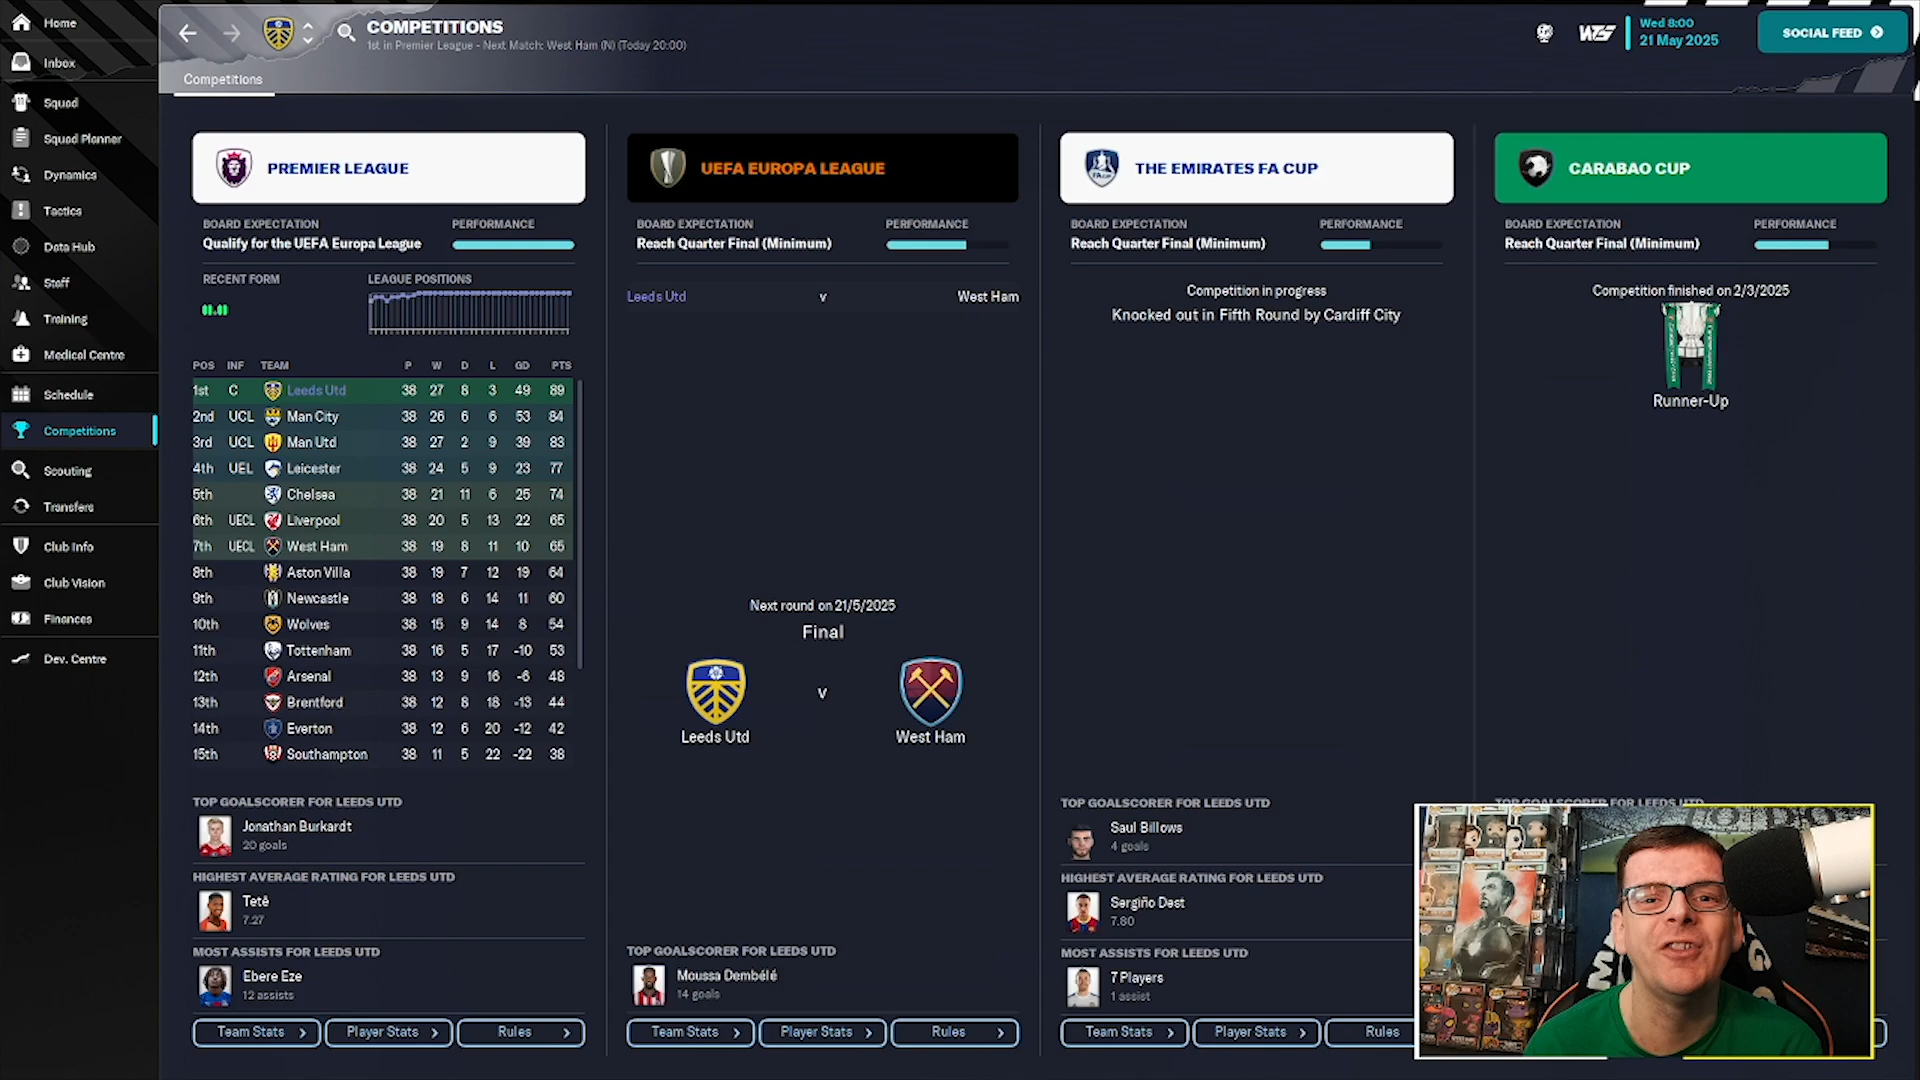 Home
Inbox
Squad
Squad Planner
Dynamics
Tactics
Data Hub
Staff
Training
Medical Centre
Schedule
Competitions
Scouting
Transfers
Club Info
Club Vision
Finances
Dev. Centre
COMPETITIONS
1st in Premier League - Next Match: West Ham (N) (Today 20:00)
Wed 8:00
21 May 2025
SOCIAL FEED
Competitions
PREMIER LEAGUE
BOARD EXPECTATION PERFORMANCE
Qualify for the UEFA Europa League
RECENT FORM LEAGUE POSITIONS
POS INF TEAM P W D L GD PTS
1st C Leeds Utd 38 27 8 3 49 89
2nd UCL Man City 38 26 6 6 53 84
3rd UCL Man Utd 38 27 2 9 39 83
4th UEL Leicester 38 24 5 9 23 77
5th Chelsea 38 21 11 6 25 74
6th UECL Liverpool 38 20 5 13 22 65
7th UECL West Ham 38 19 8 11 10 65
8th Aston Villa 38 19 7 12 19 64
9th Newcastle 38 18 6 14 11 60
10th Wolves 38 15 9 14 8 54
11th Tottenham 38 16 5 17 -10 53
12th Arsenal 38 13 9 16 -6 48
13th Brentford 38 12 8 18 -13 44
14th Everton 38 12 6 20 -12 42
15th Southampton 38 11 5 22 -22 38
TOP GOALSCORER FOR LEEDS UTD
Jonathan Burkardt
20 goals
HIGHEST AVERAGE RATING FOR LEEDS UTD
Tetê
7.27
MOST ASSISTS FOR LEEDS UTD
Ebere Eze
12 assists
Team Stats Player Stats Rules
UEFA EUROPA LEAGUE
BOARD EXPECTATION PERFORMANCE
Reach Quarter Final (Minimum)
Leeds Utd v West Ham
Next round on 21/5/2025
Final
v
Leeds Utd West Ham
TOP GOALSCORER FOR LEEDS UTD
Moussa Dembélé
14 goals
Team Stats Player Stats Rules
THE EMIRATES FA CUP
BOARD EXPECTATION PERFORMANCE
Reach Quarter Final (Minimum)
Competition in progress
Knocked out in Fifth Round by Cardiff City
TOP GOALSCORER FOR LEEDS UTD
Saul Billows
4 goals
HIGHEST AVERAGE RATING FOR LEEDS UTD
Sergiño Dest
7.80
MOST ASSISTS FOR LEEDS UTD
7 Players
1 assist
Team Stats Player Stats Rules
CARABAO CUP
BOARD EXPECTATION PERFORMANCE
Reach Quarter Final (Minimum)
Competition finished on 2/3/2025
Runner-Up
TOP GOALSCORER FOR LEEDS UTD